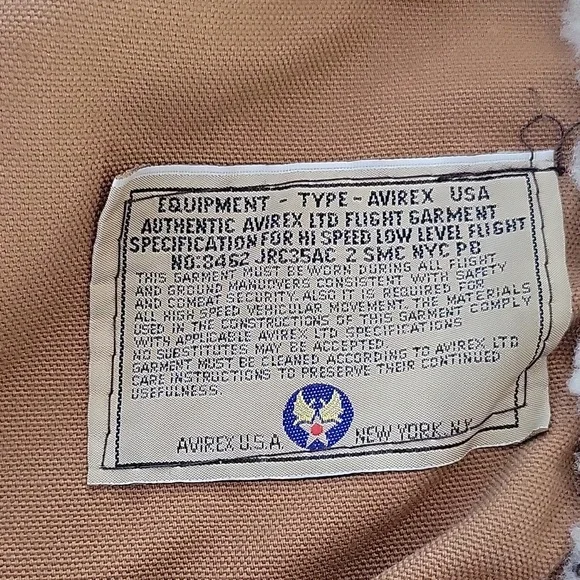 EQUIPMENT - TYPE - AVIREX USA
AUTHENTIC AVIREX LTD FLIGHT GARMENT
SPECIFICATION FOR HI SPEED LOW LEVEL FLIGHT
NO:8462 JRC35AC 2 SMC NYC P8
THIS GARMENT MUST BE WORN DURING ALL FLIGHT
AND GOUND MANUOVERS CONSISTENT WITH SAFETY
AND COMBAT SECURITY. ALSO IT IS REQUIRED FOR
ALL HIGH SPEED VEHICULAR MOVEMENT. THE MATERIALS
USED IN THE CONSTRUCTIONS OF THIS GARMENT COMPLY
WITH APPLICABLE AVIREX LTD. SPECIFICATIONS
NO SUBSTITUTES MAY BE ACCEPTED.
GARMENT MUST BE CLEANED ACCORDING TO AVIREX LTD
CARE INSTRUCTIONS TO PRESERVE THEIR CONTINUED
USEFULNESS.
AVIREX U.S.A. NEW YORK, N.Y.